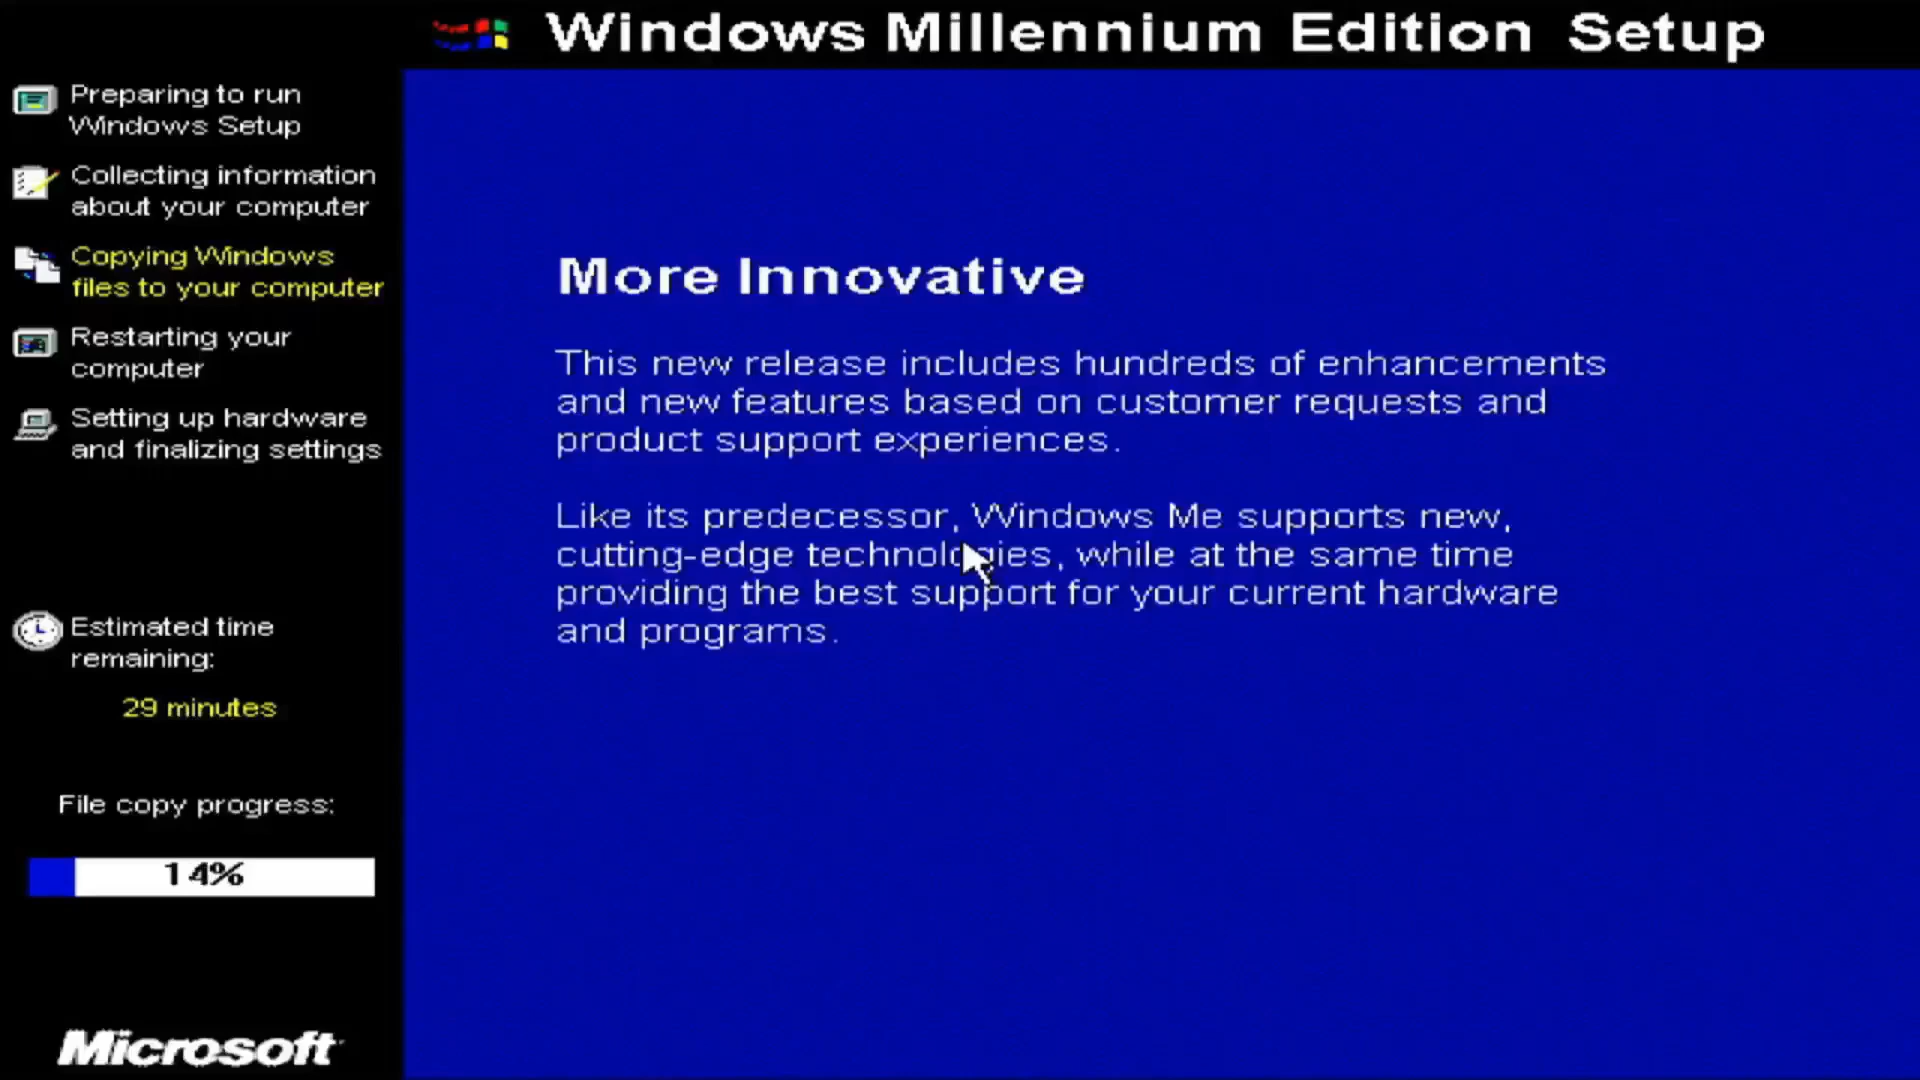 Windows Millennium Edition Setup
Preparing to run
Windows Setup
Collecting information
about your computer
Copying Windows
files to your computer
Restarting your
computer
Setting up hardware
and finalizing settings
Estimated time
remaining:
29 minutes
File copy progress:
14%
Microsoft
More Innovative
This new release includes hundreds of enhancements
and new features based on customer requests and
product support experiences.
Like its predecessor, Windows Me supports new,
cutting-edge technologies, while at the same time
providing the best support for your current hardware
and programs.